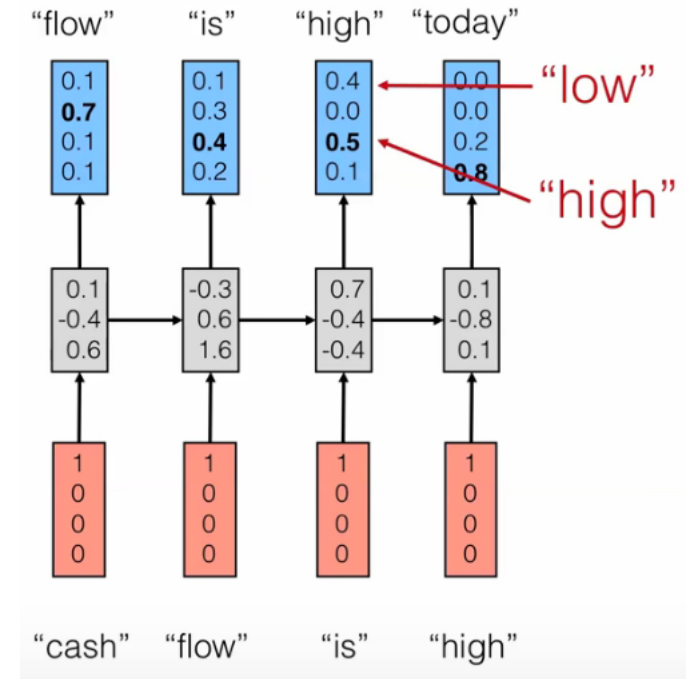 “flow” “is” “high” “today”
0.1 0.1 0.4 0.0 “low”
0.7 0.3 0.0 0.0
0.1 0.4 0.5 0.2
0.1 0.2 0.1 0.8 “high”
0.1 -0.3 0.7 0.1
-0.4 0.6 -0.4 -0.8
0.6 1.6 -0.4 0.1
1 1 1 1
0 0 0 0
0 0 0 0
0 0 0 0
“cash” “flow” “is” “high”